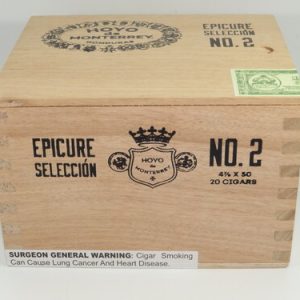 HOYO
de
MONTERREY
HONDURAS
EPICURE
SELECCIÓN
NO. 2
EPICURE
SELECCIÓN
HOYO
de
MONTERREY
NO. 2
4⅞ X 50
20 CIGARS
SURGEON GENERAL WARNING: Cigar Smoking
Can Cause Lung Cancer And Heart Disease.